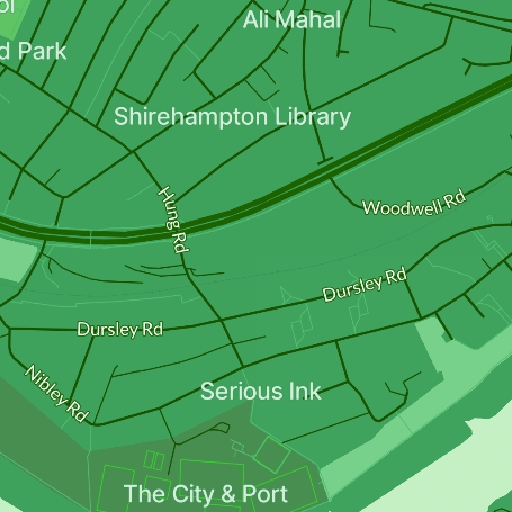 ol
Ali Mahal
d Park
Shirehampton Library
Hung Rd
Woodwell Rd
Dursley Rd
Dursley Rd
Nibley Rd
Serious Ink
The City & Port